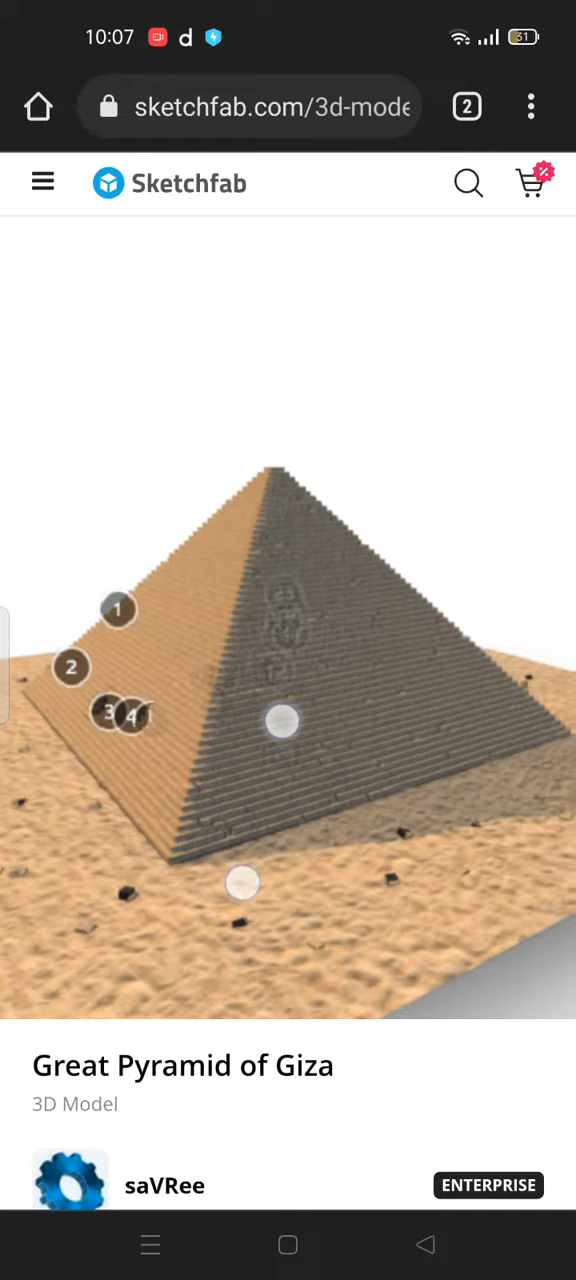 10:07
31
sketchfab.com/3d-mode
2
Sketchfab
%
1
2
3
4
Great Pyramid of Giza
3D Model
saVRee
ENTERPRISE